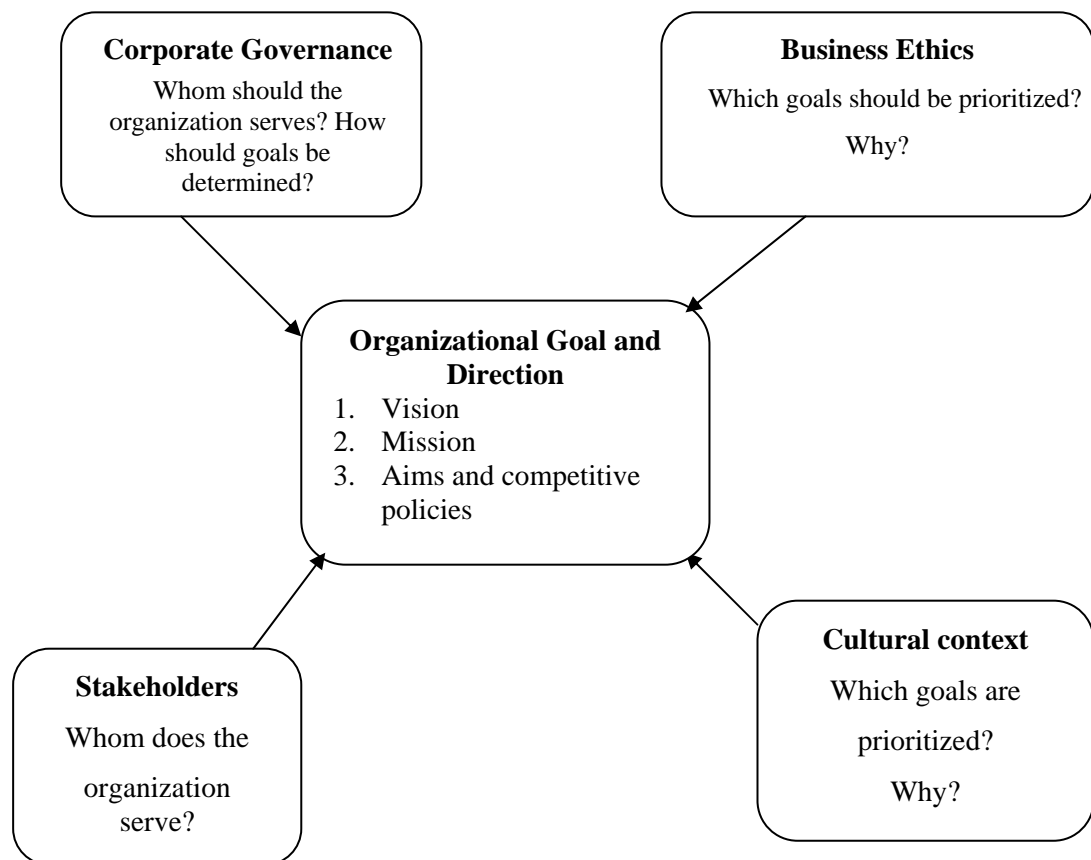 Corporate Governance
Whom should the
organization serves? How
should goals be
determined?
Business Ethics
Which goals should be prioritized?
Why?
Organizational Goal and
Direction
1. Vision
2. Mission
3. Aims and competitive
policies
Stakeholders
Whom does the
organization
serve?
Cultural context
Which goals are
prioritized?
Why?